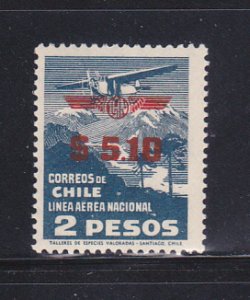 $ 5.10
CORREOS DE
CHILE
LINEA AEREA NACIONAL
2 PESOS
TALLERES DE ESPECIES VALORADAS - SANTIAGO, CHILE.